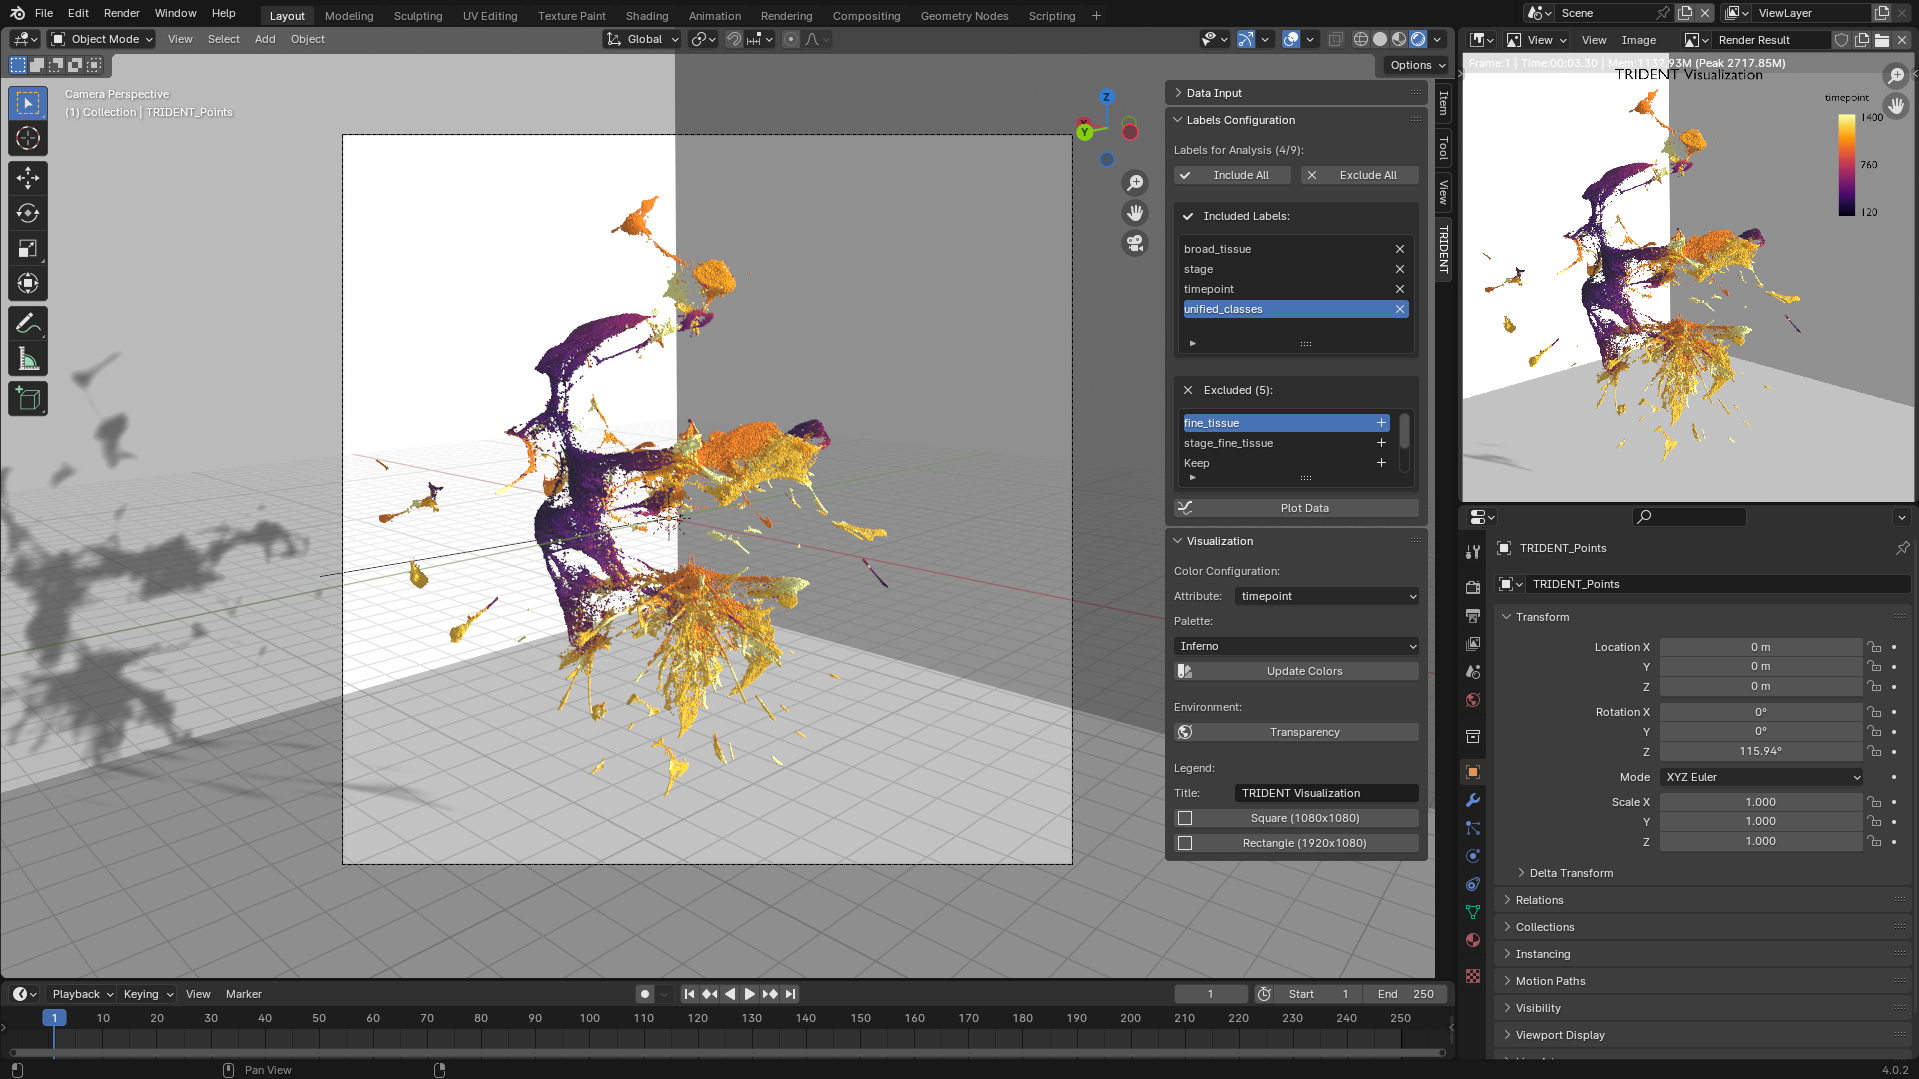 File Edit Render Window Help Layout Modeling Sculpting UV Editing Texture Paint Shading Animation Rendering Compositing Geometry Nodes Scripting + Scene ViewLayer
Object Mode View Select Add Object Global View View Image Render Result
Options
Frame:1 | Time:00:03.30 | Mem:1132.93M (Peak 2717.85M)
TRIDENT Visualization
timepoint
1400
760
120
Camera Perspective
(1) Collection | TRIDENT_Points
Z
Y
X
Item
Tool
View
TRIDENT
Data Input
Labels Configuration
Labels for Analysis (4/9):
Include All Exclude All
Included Labels:
broad_tissue
stage
timepoint
unified_classes
Excluded (5):
fine_tissue
stage_fine_tissue
Keep
Plot Data
Visualization
Color Configuration:
Attribute: timepoint
Palette:
Inferno
Update Colors
Environment:
Transparency
Legend:
Title: TRIDENT Visualization
Square (1080x1080)
Rectangle (1920x1080)
TRIDENT_Points
TRIDENT_Points
Transform
Location X 0 m
Y 0 m
Z 0 m
Rotation X 0°
Y 0°
Z 115.94°
Mode XYZ Euler
Scale X 1.000
Y 1.000
Z 1.000
Delta Transform
Relations
Collections
Instancing
Motion Paths
Visibility
Viewport Display
Playback Keying View Marker 1 Start 1 End 250
1 10 20 30 40 50 60 70 80 90 100 110 120 130 140 150 160 170 180 190 200 210 220 230 240 250
Pan View 4.0.2